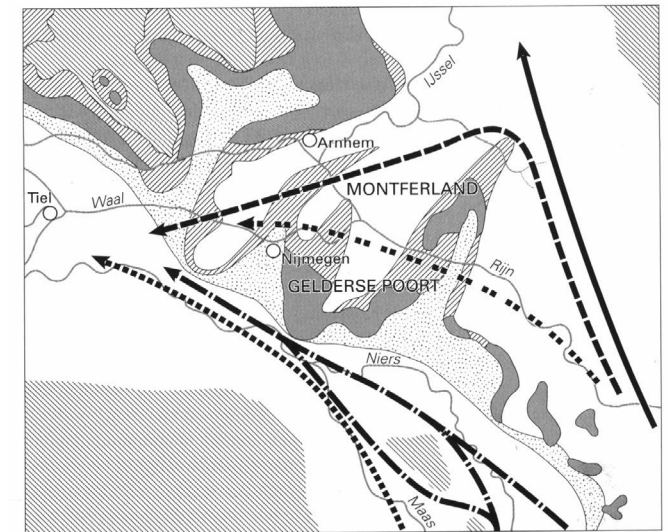 IJssel
Arnhem
MONTFERLAND
Tiel
Waal
Nijmegen
Rijn
GELDERSE POORT
Niers
Maas